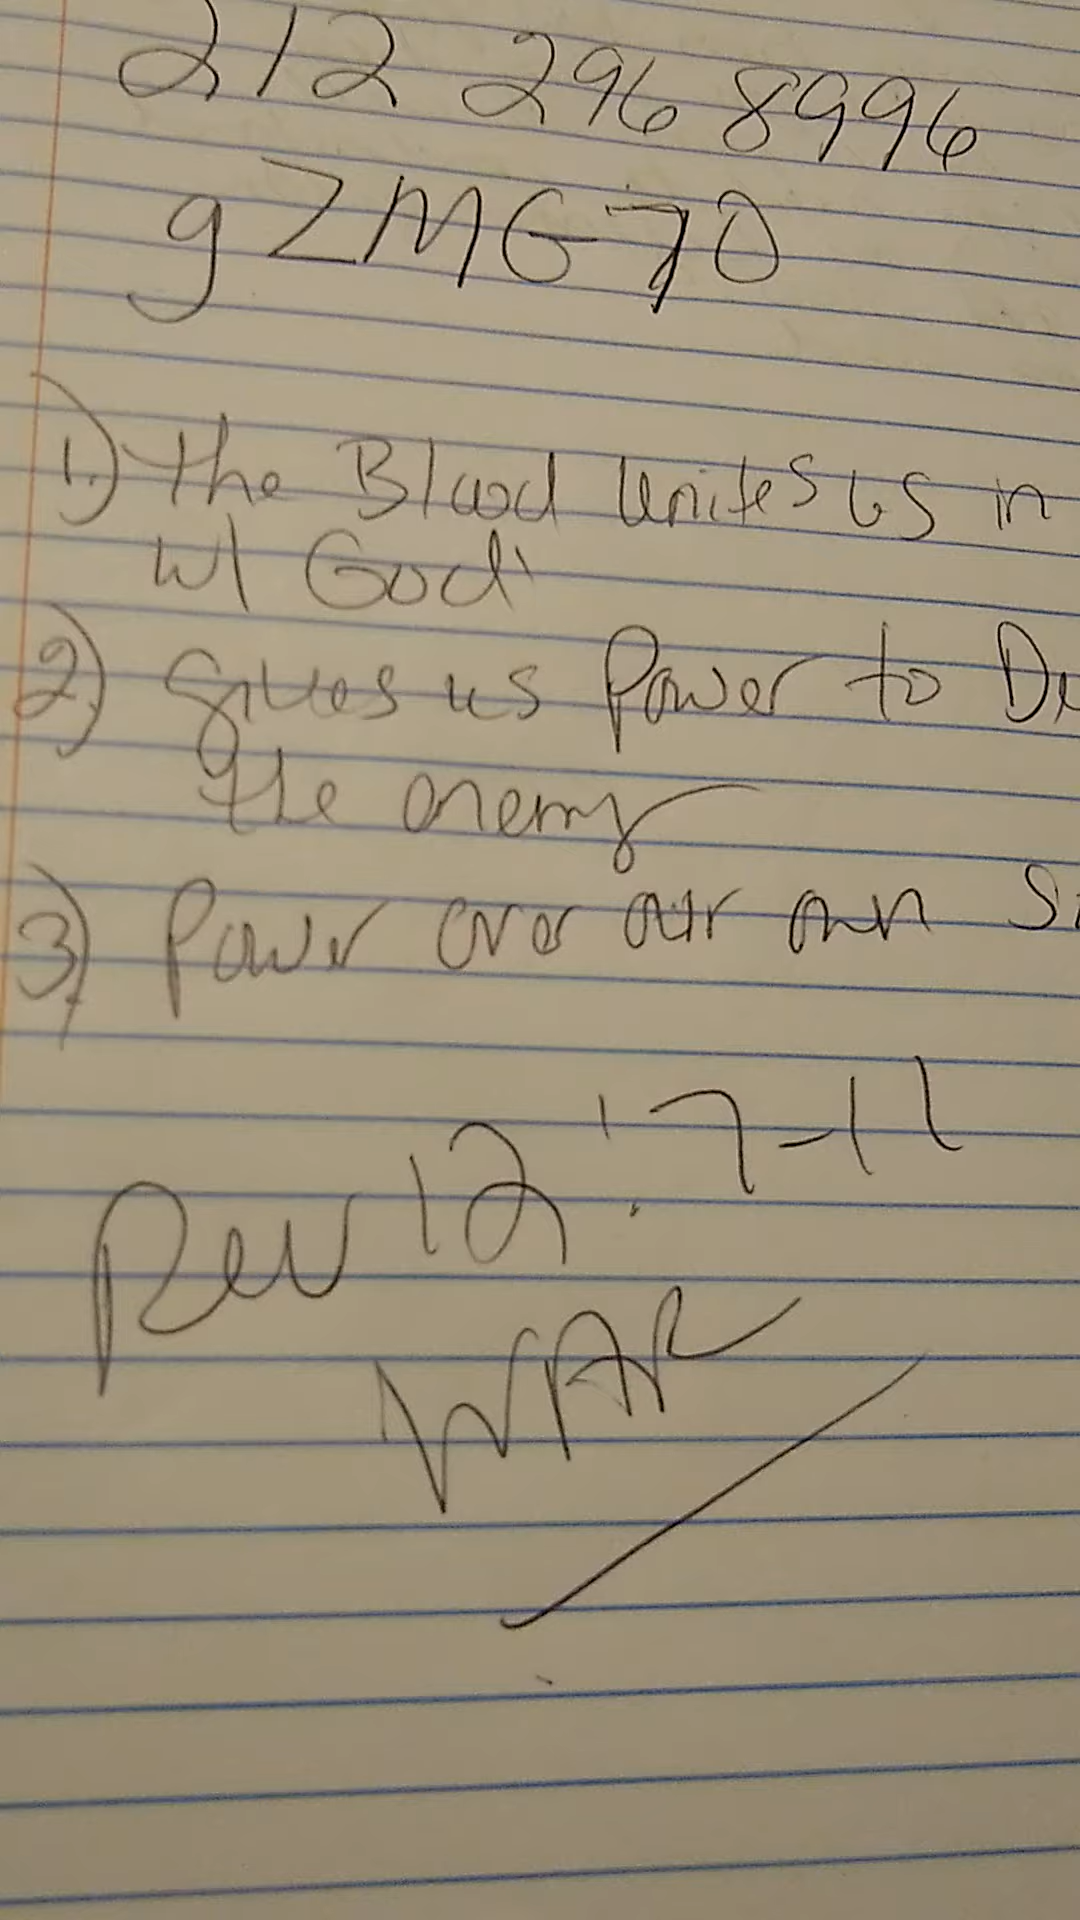 212 296 8996
9ZMG70
1.) The Blood Unites us in
w/ God
2.) Gives us Power to
the enemy
3.) Power over our own
Rev 12:7-11
WAR